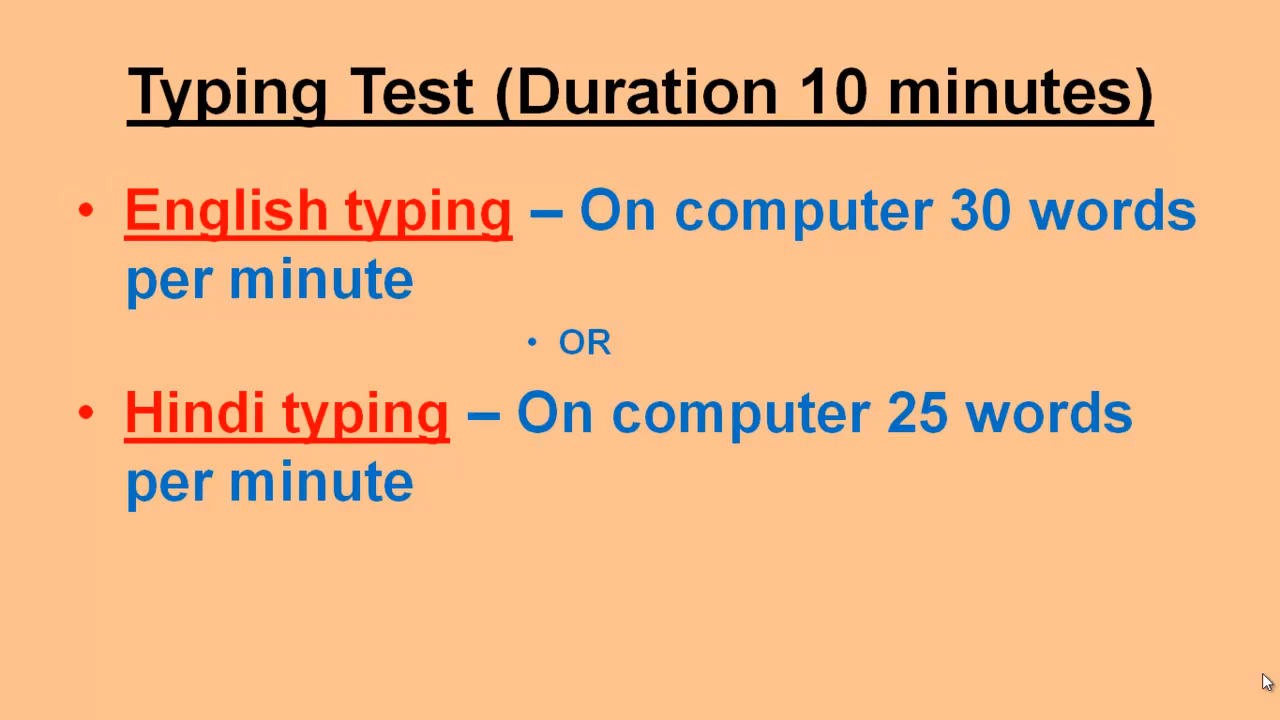 Typing Test (Duration 10 minutes)
• English typing – On computer 30 words
per minute
• OR
• Hindi typing – On computer 25 words
per minute